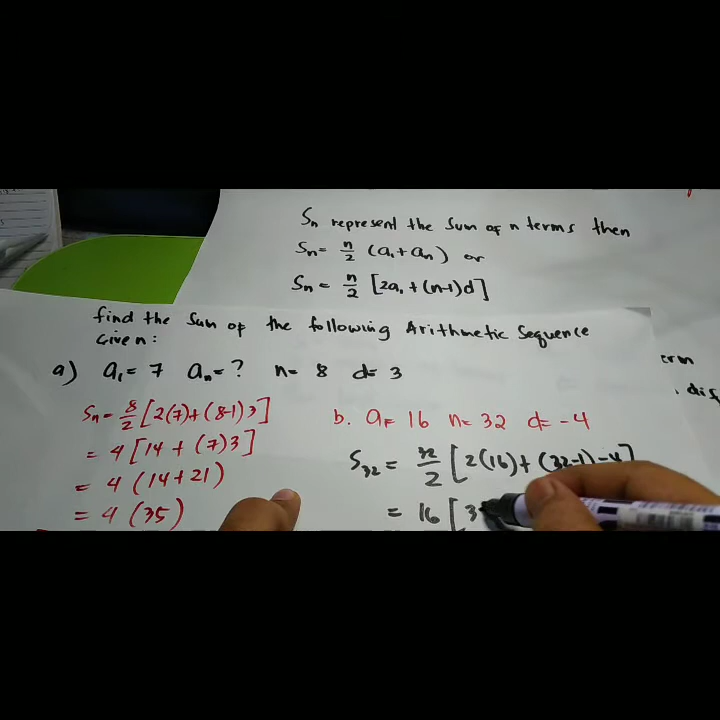 Sn represent the sum of n terms then
Sn= n/2 (a₁+an) or
Sn= n/2 [2a₁+(n-1)d]
find the sum of the following Arithmetic Sequence
Given:
a) a₁= 7 an=? n= 8 d= 3
Sn= 8/2 [2(7)+(8-1)3]
= 4[14+(7)3]
= 4(14+21)
= 4(35)
b. a₁= 16 n= 32 d= -4
S₃₂= 32/2 [2(16)+(32-1)-4]
= 16[3